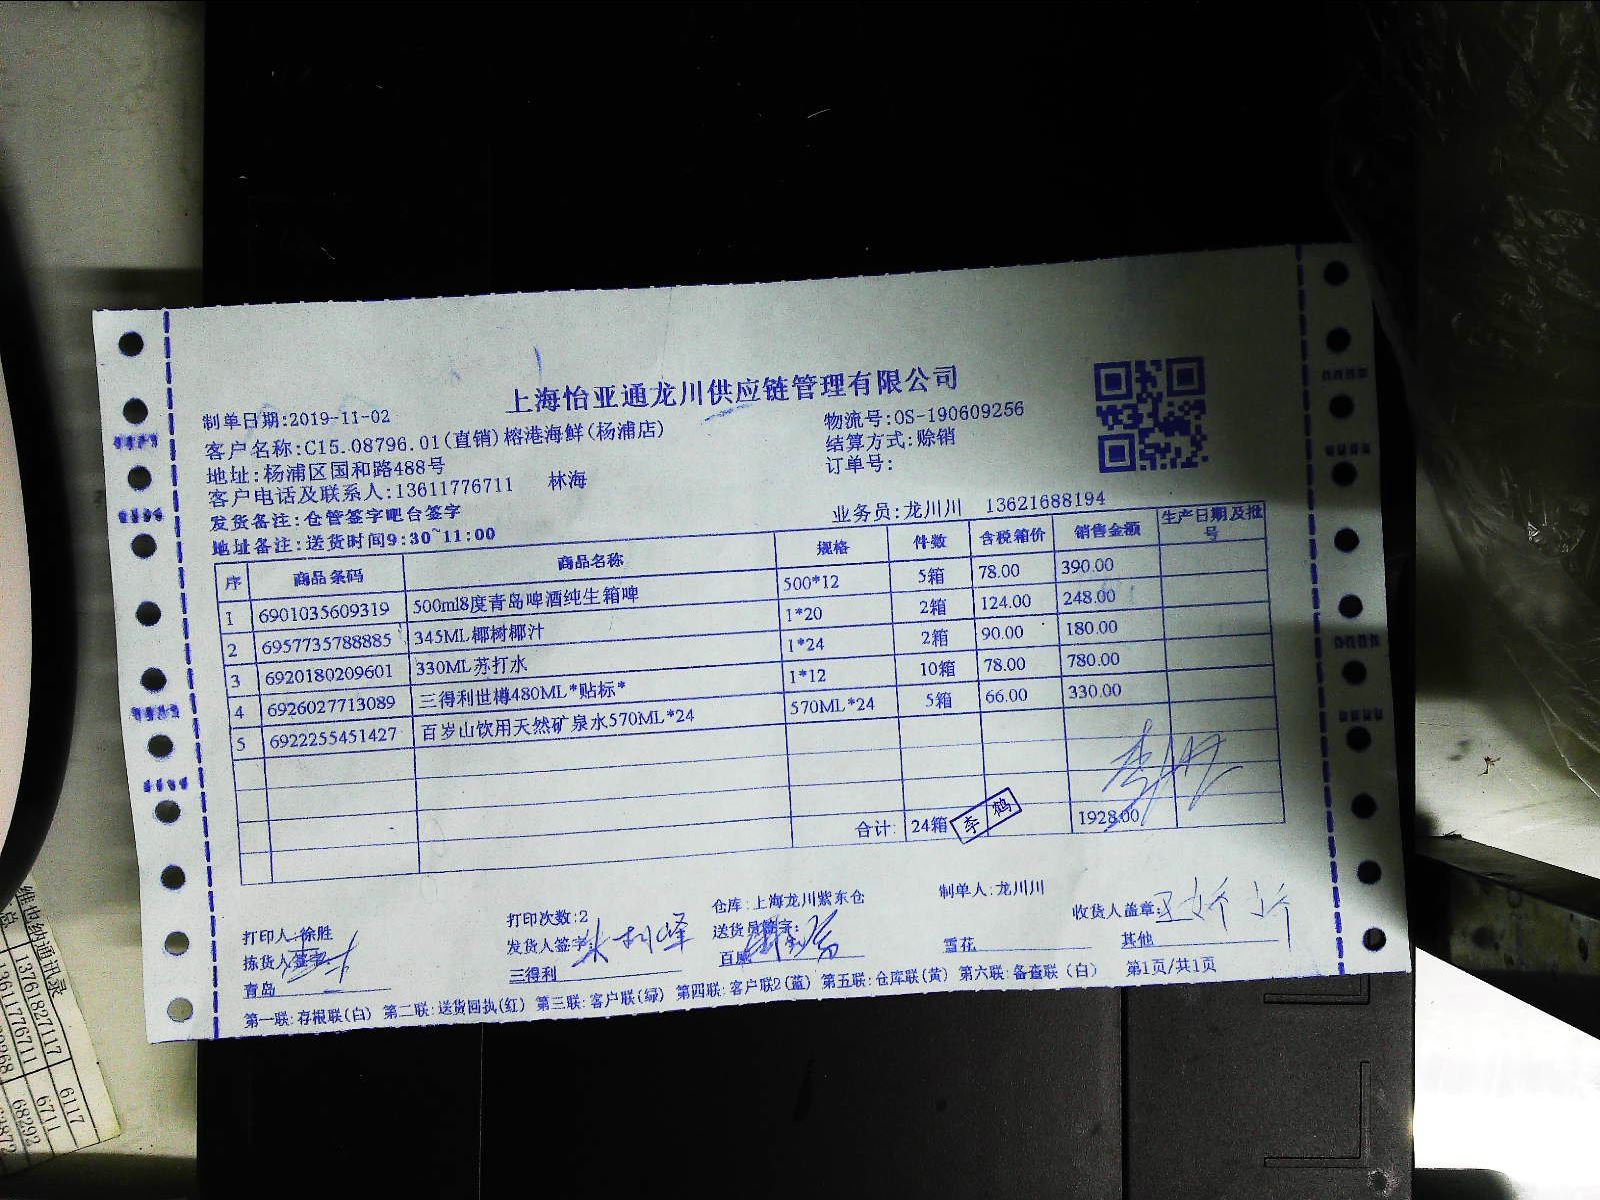 上海怡亚通龙川供应链管理有限公司
制单日期:2019-11-02
物流号:OS-190609256
客户名称:C15.08796.01(直销)榕港海鲜(杨浦店)
结算方式:赊销
地址:杨浦区国和路488号
订单号:
客户电话及联系人:13611776711 林海
发货备注:仓管签字吧台签字
业务员:龙川川 13621688194
地址备注:送货时间9:30~11:00
序 商品条码 商品名称 规格 件数 含税箱价 销售金额 生产日期及批号
1 6901035609319 500ml8度青岛啤酒纯生箱啤 500*12 5箱 78.00 390.00
2 6957735788885 345ML椰树椰汁 1*20 2箱 124.00 248.00
3 6920180209601 330ML苏打水 1*24 2箱 90.00 180.00
4 6926027713089 三得利世樽480ML*贴标* 1*12 10箱 78.00 780.00
5 6922255451427 百岁山饮用天然矿泉水570ML*24 570ML*24 5箱 66.00 330.00
合计: 24箱 李鹤 1928.00
打印人:徐胜 打印次数:2 仓库:上海龙川紫东仓 制单人:龙川川
拣货人签字 发货人签字 送货员签字: 收货人盖章:
青岛 三得利 百威 雪花 其他
第一联:存根联(白) 第二联:送货回执(红) 第三联:客户联(绿) 第四联:客户联2(蓝) 第五联:仓库联(黄) 第六联:备查联(白) 第1页/共1页
维也纳通讯录
13761827117 6117
13611776711 6711
68292